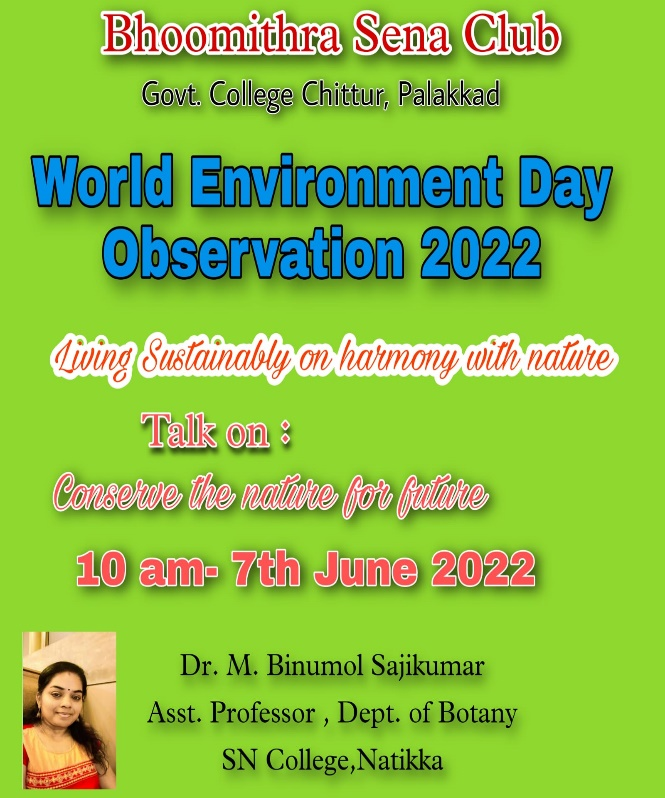 Bhoomithra Sena Club
Govt. College Chittur, Palakkad
World Environment Day
Observation 2022
Living Sustainably on harmony with nature
Talk on :
Conserve the nature for future
10 am- 7th June 2022
Dr. M. Binumol Sajikumar
Asst. Professor , Dept. of Botany
SN College,Natikka